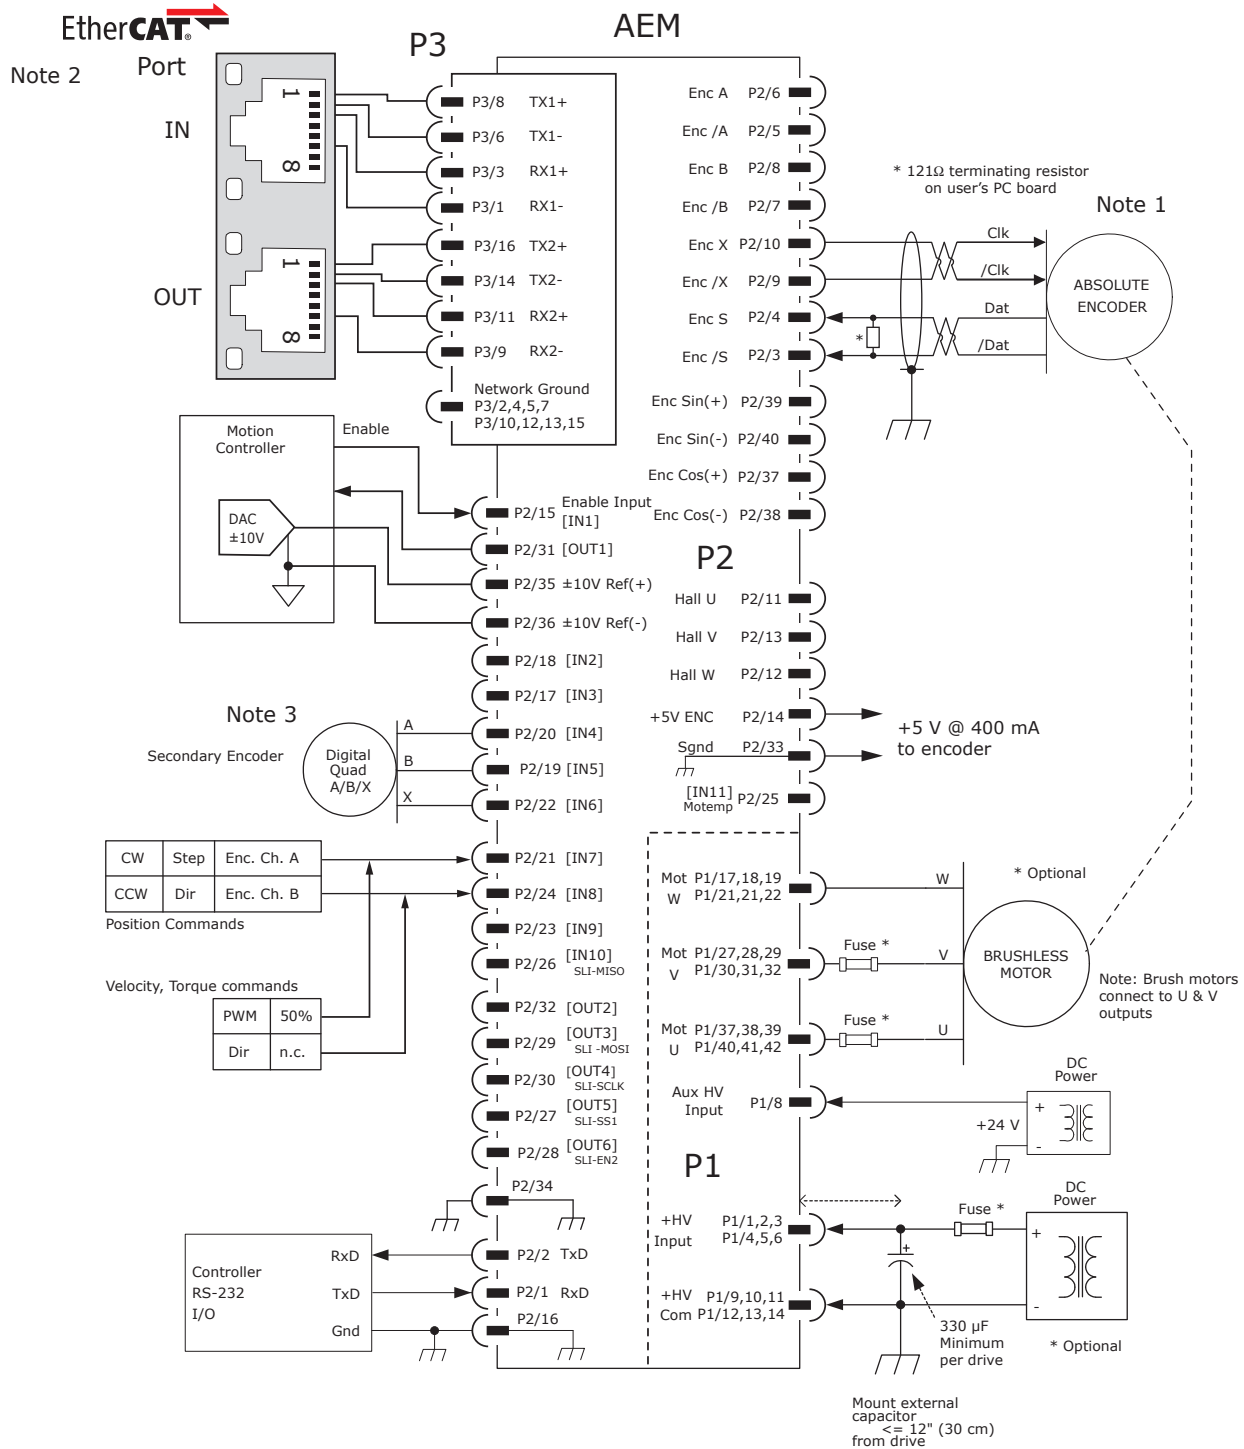 EtherCAT®
Note 2
Port
IN
OUT
1
8
1
8
P3
AEM
P3/8 TX1+
P3/6 TX1-
P3/3 RX1+
P3/1 RX1-
P3/16 TX2+
P3/14 TX2-
P3/11 RX2+
P3/9 RX2-
Network Ground
P3/2,4,5,7
P3/10,12,13,15
Enc A P2/6
Enc /A P2/5
Enc B P2/8
Enc /B P2/7
Enc X P2/10
Enc /X P2/9
Enc S P2/4
Enc /S P2/3
Enc Sin(+) P2/39
Enc Sin(-) P2/40
Enc Cos(+) P2/37
Enc Cos(-) P2/38
* 121Ω terminating resistor
on user's PC board
Note 1
Clk
/Clk
Dat
/Dat
*
ABSOLUTE
ENCODER
Motion
Controller
Enable
DAC
±10V
P2/15 Enable Input
[IN1]
P2/31 [OUT1]
P2/35 ±10V Ref(+)
P2/36 ±10V Ref(-)
P2/18 [IN2]
P2/17 [IN3]
P2/20 [IN4]
P2/19 [IN5]
P2/22 [IN6]
P2/21 [IN7]
P2/24 [IN8]
P2/23 [IN9]
P2/26 [IN10]
SLI-MISO
P2/32 [OUT2]
P2/29 [OUT3]
SLI -MOSI
P2/30 [OUT4]
SLI-SCLK
P2/27 [OUT5]
SLI-SS1
P2/28 [OUT6]
SLI-EN2
P2/34
P2/2 TxD
P2/1 RxD
P2/16
Note 3
Secondary Encoder
Digital
Quad
A/B/X
A
B
X
CW Step Enc. Ch. A
CCW Dir Enc. Ch. B
Position Commands
Velocity, Torque commands
PWM 50%
Dir n.c.
Controller
RS-232
I/O
RxD
TxD
Gnd
P2
Hall U P2/11
Hall V P2/13
Hall W P2/12
+5V ENC P2/14
Sgnd P2/33
[IN11]
Motemp P2/25
+5 V @ 400 mA
to encoder
Mot P1/17,18,19
W P1/21,21,22
Mot P1/27,28,29
V P1/30,31,32
Mot P1/37,38,39
U P1/40,41,42
Fuse *
Fuse *
W
V
U
* Optional
BRUSHLESS
MOTOR
Note: Brush motors
connect to U & V
outputs
Aux HV
Input P1/8
DC
Power
+24 V
+
-
P1
+HV P1/1,2,3
Input P1/4,5,6
+HV P1/9,10,11
Com P1/12,13,14
Fuse *
DC
Power
+
-
+
330 µF
Minimum
per drive
* Optional
Mount external
capacitor
<= 12" (30 cm)
from drive